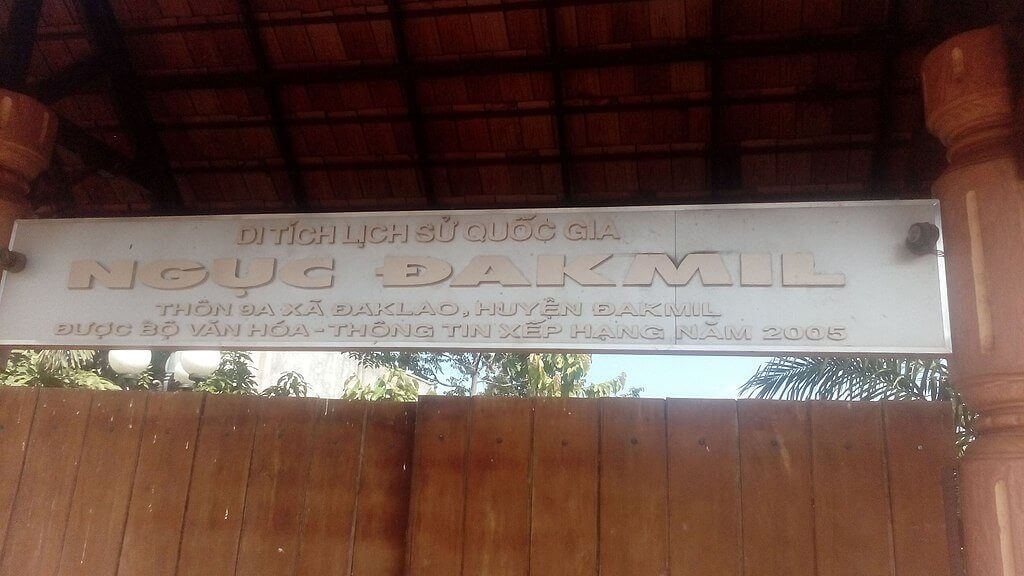 DI TÍCH LỊCH SỬ QUỐC GIA
NGỤC ĐAKMIL
THÔN 9A XÃ ĐAKLAO, HUYỆN ĐAKMIL
ĐƯỢC BỘ VĂN HÓA - THÔNG TIN XẾP HẠNG NĂM 2005